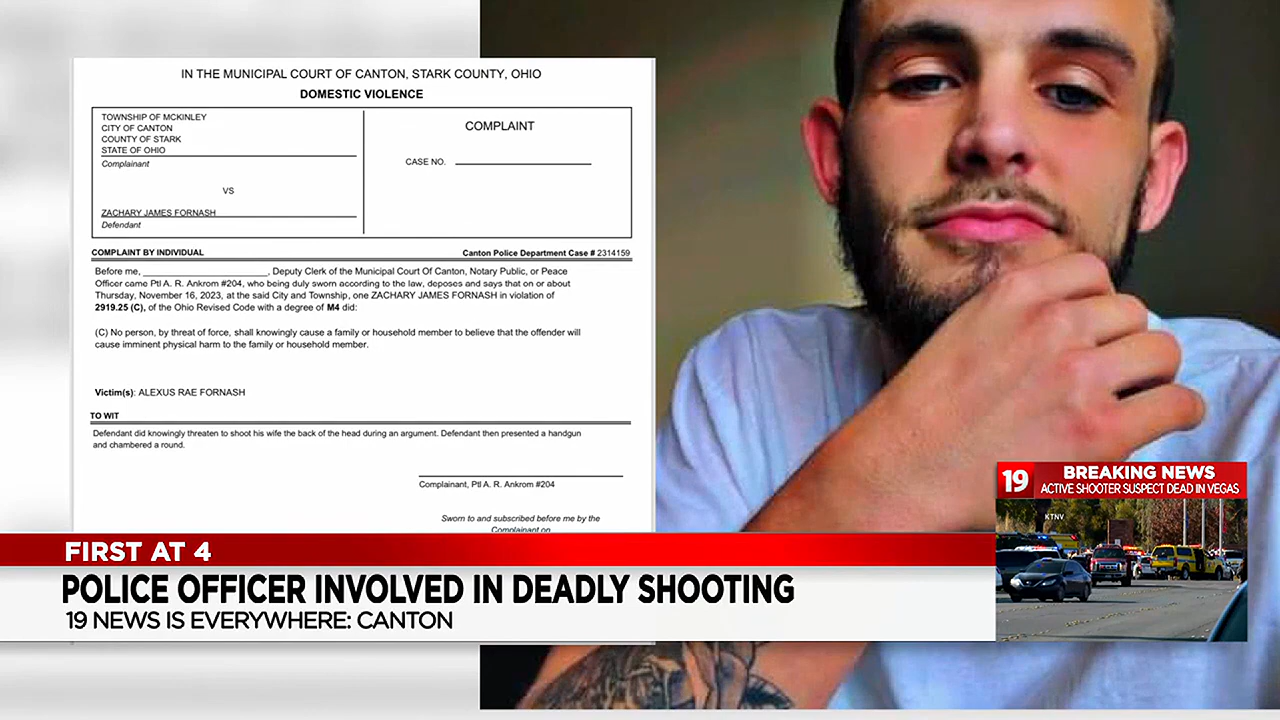 IN THE MUNICIPAL COURT OF CANTON, STARK COUNTY, OHIO
DOMESTIC VIOLENCE
TOWNSHIP OF MCKINLEY
CITY OF CANTON
COUNTY OF STARK
STATE OF OHIO
Complainant
VS
ZACHARY JAMES FORNASH
Defendant
COMPLAINT
CASE NO.
COMPLAINT BY INDIVIDUAL
Canton Police Department Case # 2314159
Before me, , Deputy Clerk of the Municipal Court Of Canton, Notary Public, or Peace
Officer came Ptl A. R. Ankrom #204, who being duly sworn according to the law, deposes and says that on or about
Thursday, November 16, 2023, at the said City and Township, one ZACHARY JAMES FORNASH in violation of
2919.25 (C), of the Ohio Revised Code with a degree of M4 did:
(C) No person, by threat of force, shall knowingly cause a family or household member to believe that the offender will
cause imminent physical harm to the family or household member.
Victim(s): ALEXUS RAE FORNASH
TO WIT
Defendant did knowingly threaten to shoot his wife the back of the head during an argument. Defendant then presented a handgun
and chambered a round.
Complainant, Ptl A. R. Ankrom #204
Sworn to and subscribed before me by the
Complainant on
FIRST AT 4
POLICE OFFICER INVOLVED IN DEADLY SHOOTING
19 NEWS IS EVERYWHERE: CANTON
19
BREAKING NEWS
ACTIVE SHOOTER SUSPECT DEAD IN VEGAS
KTNV